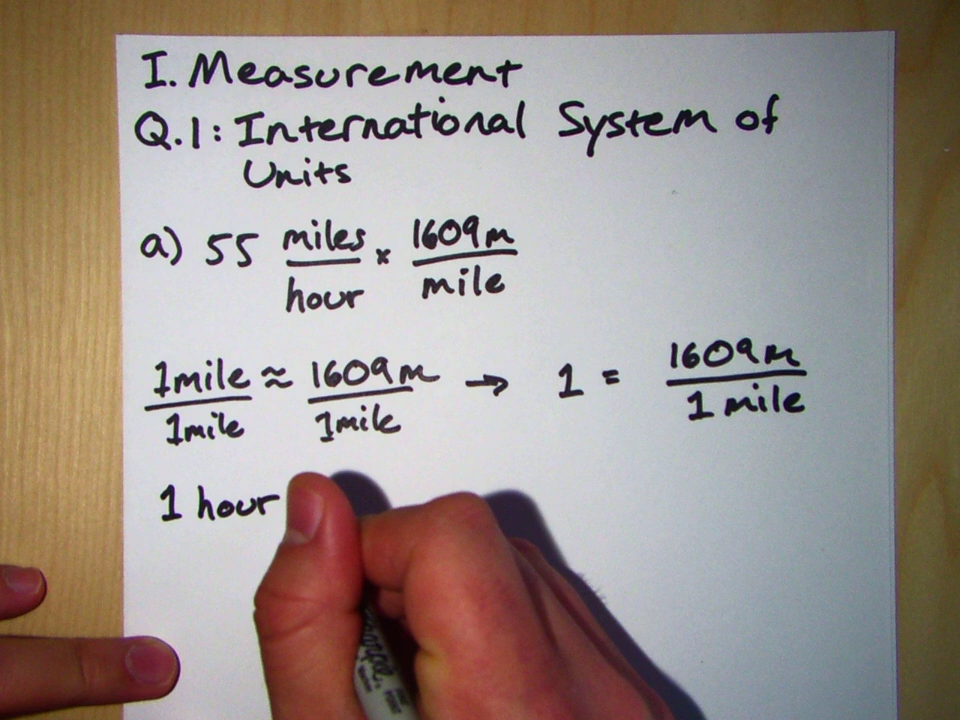 I. Measurement
Q.1: International System of
Units
a) 55 miles/hour × 1609m/mile
1mile/1mile ≈ 1609m/1mile → 1 = 1609m/1 mile
1 hour